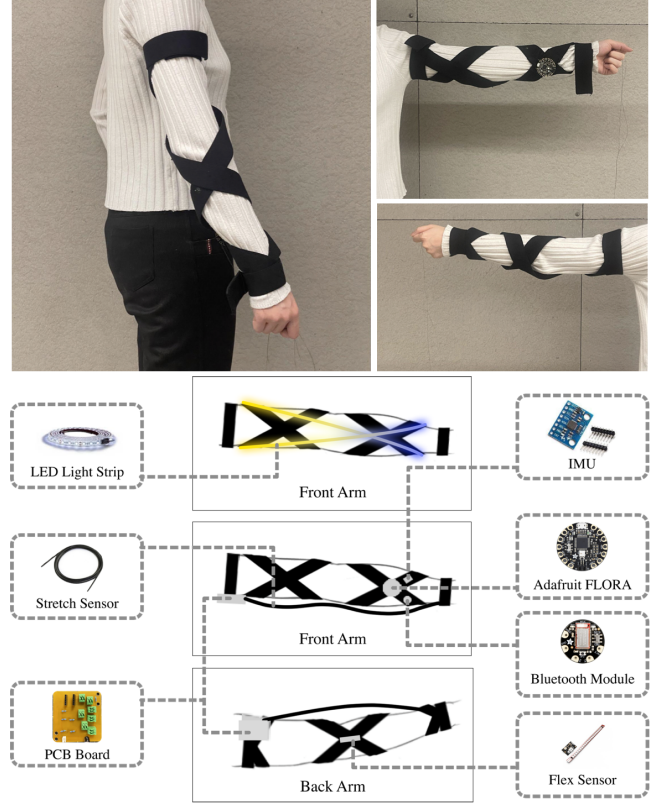 LED Light Strip
Front Arm
IMU
Stretch Sensor
Front Arm
Adafruit FLORA
Bluetooth Module
PCB Board
Back Arm
Flex Sensor